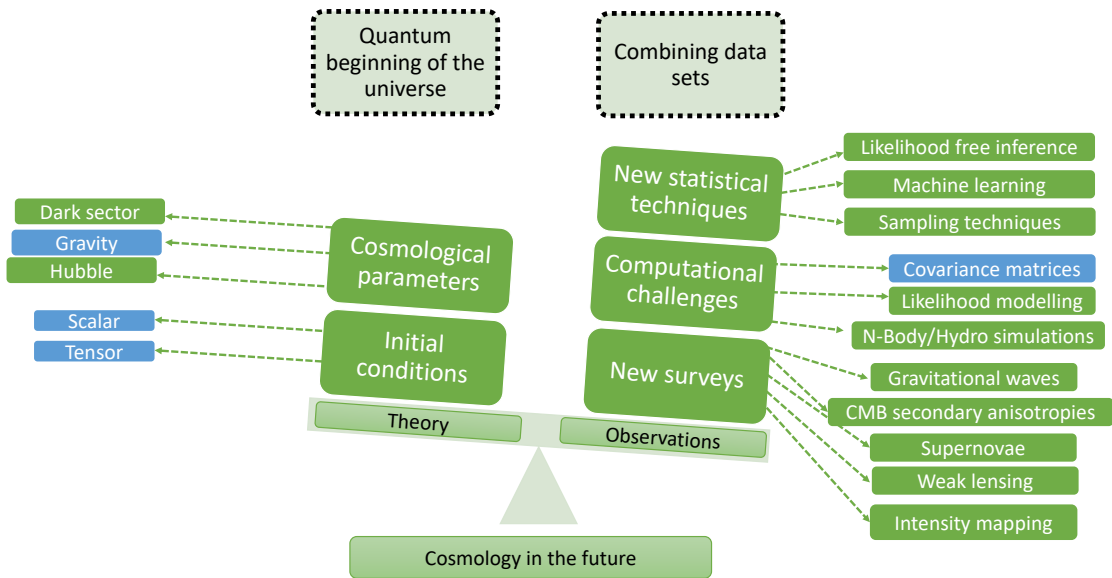 Quantum
beginning of the
universe
Combining data
sets
New statistical
techniques
Likelihood free inference
Machine learning
Sampling techniques
Dark sector
Gravity
Hubble
Cosmological
parameters
Computational
challenges
Covariance matrices
Likelihood modelling
N-Body/Hydro simulations
Scalar
Tensor
Initial
conditions
New surveys
Gravitational waves
CMB secondary anisotropies
Supernovae
Weak lensing
Intensity mapping
Theory
Observations
Cosmology in the future